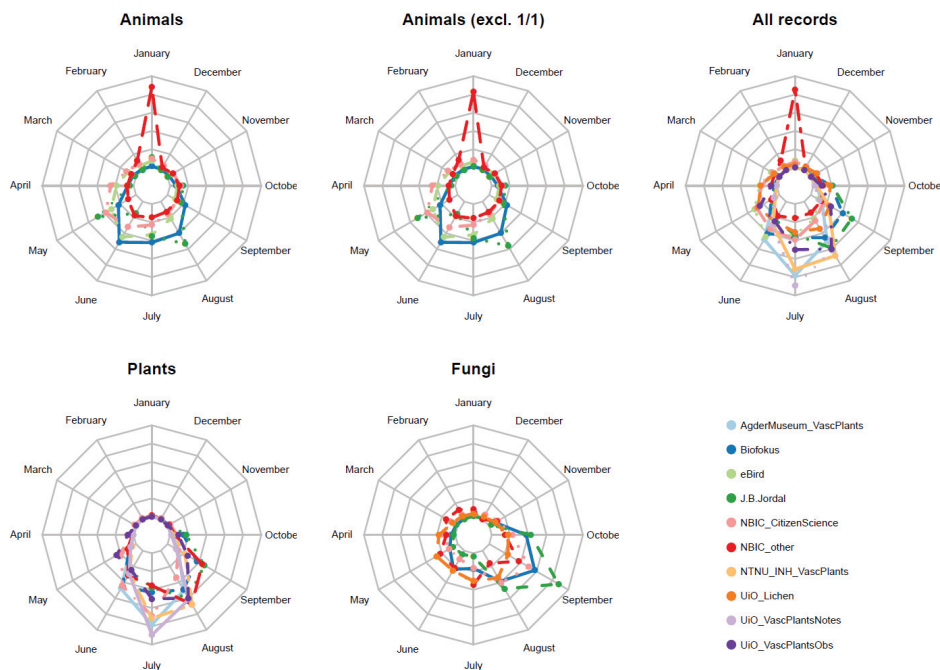 Animals
Animals (excl. 1/1)
All records
January
February
December
March
November
April
Octobe
May
September
June
August
July
January
February
December
March
November
April
Octobe
May
September
June
August
July
January
February
December
March
November
April
Octobe
May
September
June
August
July
Plants
Fungi
January
February
December
March
November
April
Octobe
May
September
June
August
July
January
February
December
March
November
April
Octobe
May
September
June
August
July
AgderMuseum_VascPlants
Biofokus
eBird
J.B.Jordal
NBIC_CitizenScience
NBIC_other
NTNU_INH_VascPlants
UiO_Lichen
UiO_VascPlantsNotes
UiO_VascPlantsObs